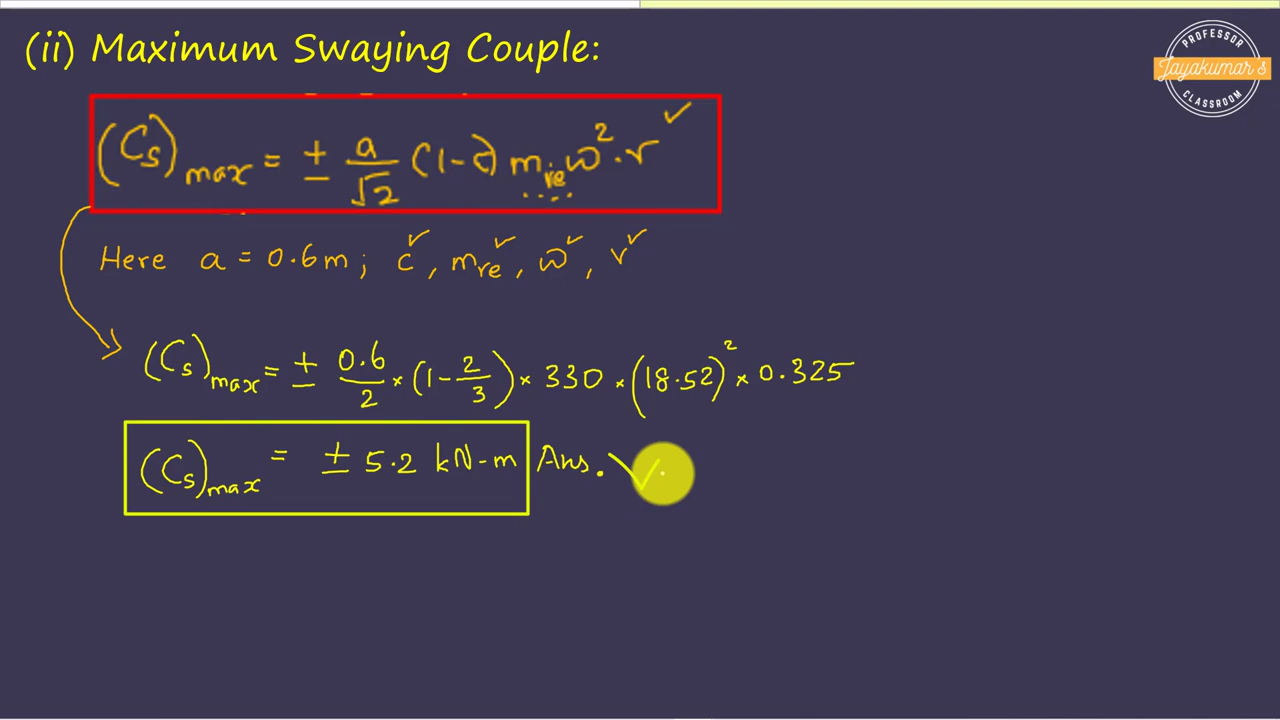 (ii) Maximum Swaying Couple:
PROFESSOR
Jayakumar's
CLASSROOM
(Cs)max = ± a/√2 (1-c) mre ω². r ✓
Here a = 0.6m; c✓, mre✓, ω✓, r✓
(Cs)max = ± 0.6/2 × (1-2/3) × 330 × (18.52)² × 0.325
(Cs)max = ± 5.2 kN-m Ans. ✓